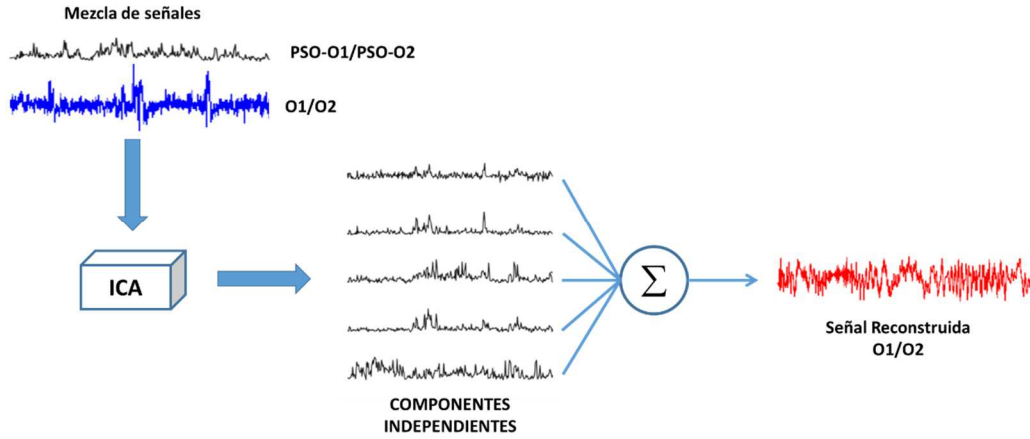 Mezcla de señales
PSO-O1/PSO-O2
O1/O2
ICA
Σ
Señal Reconstruida
O1/O2
COMPONENTES
INDEPENDIENTES